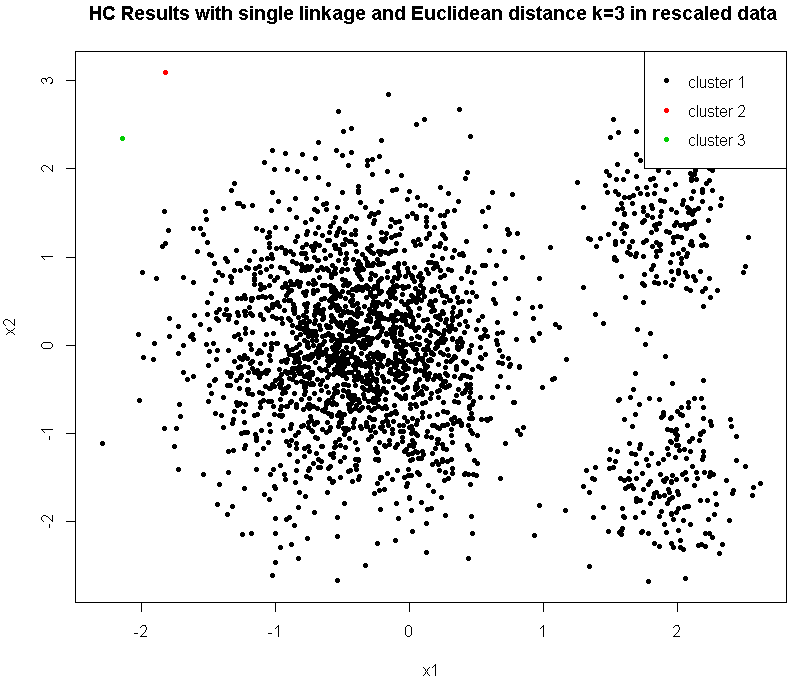 HC Results with single linkage and Euclidean distance k=3 in rescaled data
cluster 1
cluster 2
cluster 3
3
2
1
0
-1
-2
x2
-2
-1
0
1
2
x1